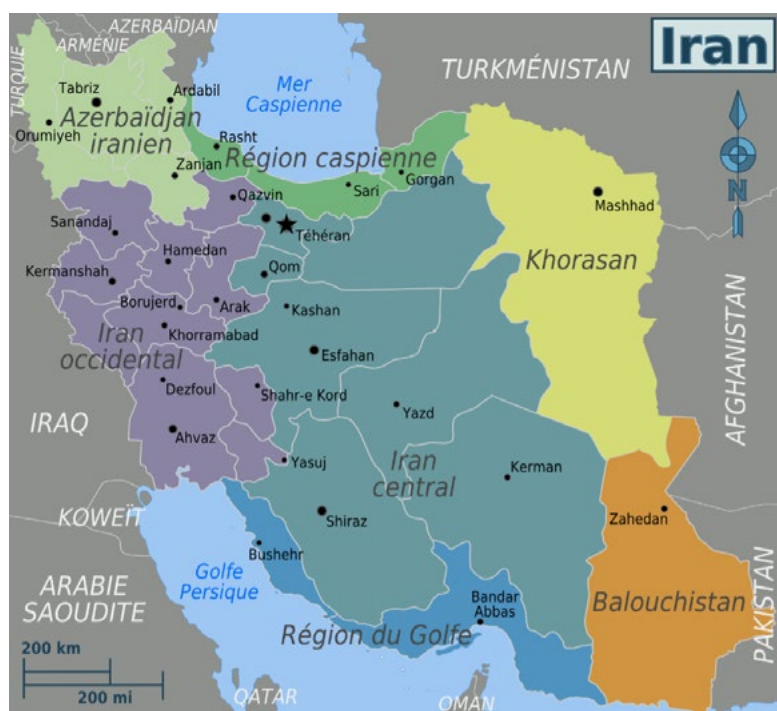 AZERBAÏDJAN
ARMÉNIE
TURQUIE
Iran
Mer
Caspienne
TURKMÉNISTAN
Tabriz
Ardabil
Orumiyeh
Azerbaïdjan
iranien
Rasht
Zanjan
Région caspienne
Gorgan
Sari
Qazvin
N
Mashhad
Sanandaj
Téhéran
Hamedan
Khorasan
Kermanshah
Qom
Borujerd
Arak
Kashan
Iran
occidental
Khorramabad
Esfahan
AFGHANISTAN
Dezfoul
Shahr-e Kord
Yazd
IRAQ
Ahvaz
Yasuj
Iran
central
Kerman
KOWEÏT
Shiraz
Zahedan
Bushehr
ARABIE
SAOUDITE
Golfe
Persique
Bandar
Abbas
Balouchistan
PAKISTAN
Région du Golfe
200 km
200 mi
QATAR
OMAN